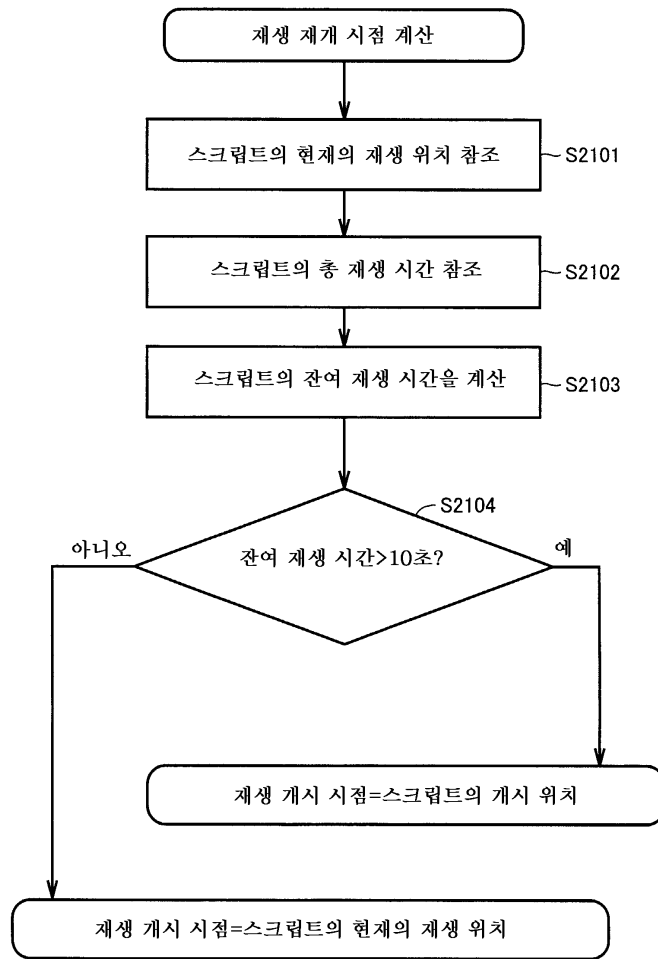 재생 재개 시점 계산
스크립트의 현재의 재생 위치 참조
S2101
스크립트의 총 재생 시간 참조
S2102
스크립트의 잔여 재생 시간을 계산
S2103
S2104
아니오
잔여 재생 시간>10초?
예
재생 개시 시점=스크립트의 개시 위치
재생 개시 시점=스크립트의 현재의 재생 위치